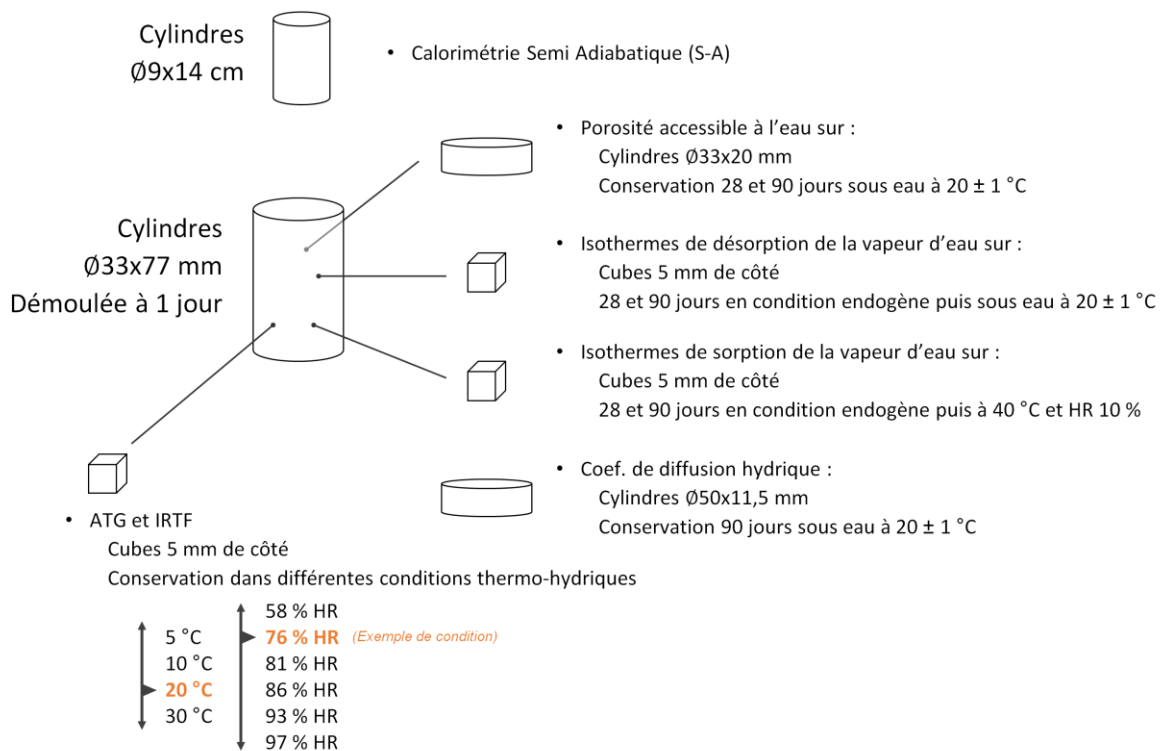 Cylindres
Ø9x14 cm
• Calorimétrie Semi Adiabatique (S-A)
• Porosité accessible à l'eau sur :
Cylindres Ø33x20 mm
Conservation 28 et 90 jours sous eau à 20 ± 1 °C
Cylindres
Ø33x77 mm
Démoulée à 1 jour
• Isothermes de désorption de la vapeur d'eau sur :
Cubes 5 mm de côté
28 et 90 jours en condition endogène puis sous eau à 20 ± 1 °C
• Isothermes de sorption de la vapeur d'eau sur :
Cubes 5 mm de côté
28 et 90 jours en condition endogène puis à 40 °C et HR 10 %
• Coef. de diffusion hydrique :
Cylindres Ø50x11,5 mm
Conservation 90 jours sous eau à 20 ± 1 °C
• ATG et IRTF
Cubes 5 mm de côté
Conservation dans différentes conditions thermo-hydriques
5 °C
10 °C
20 °C
30 °C
58 % HR
76 % HR (Exemple de condition)
81 % HR
86 % HR
93 % HR
97 % HR